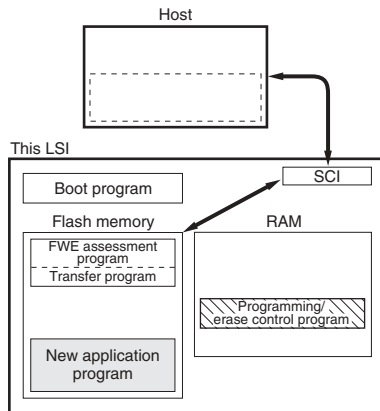 Host
This LSI
SCI
Boot program
Flash memory
RAM
FWE assessment
program
Transfer program
Programming/
erase control program
New application
program